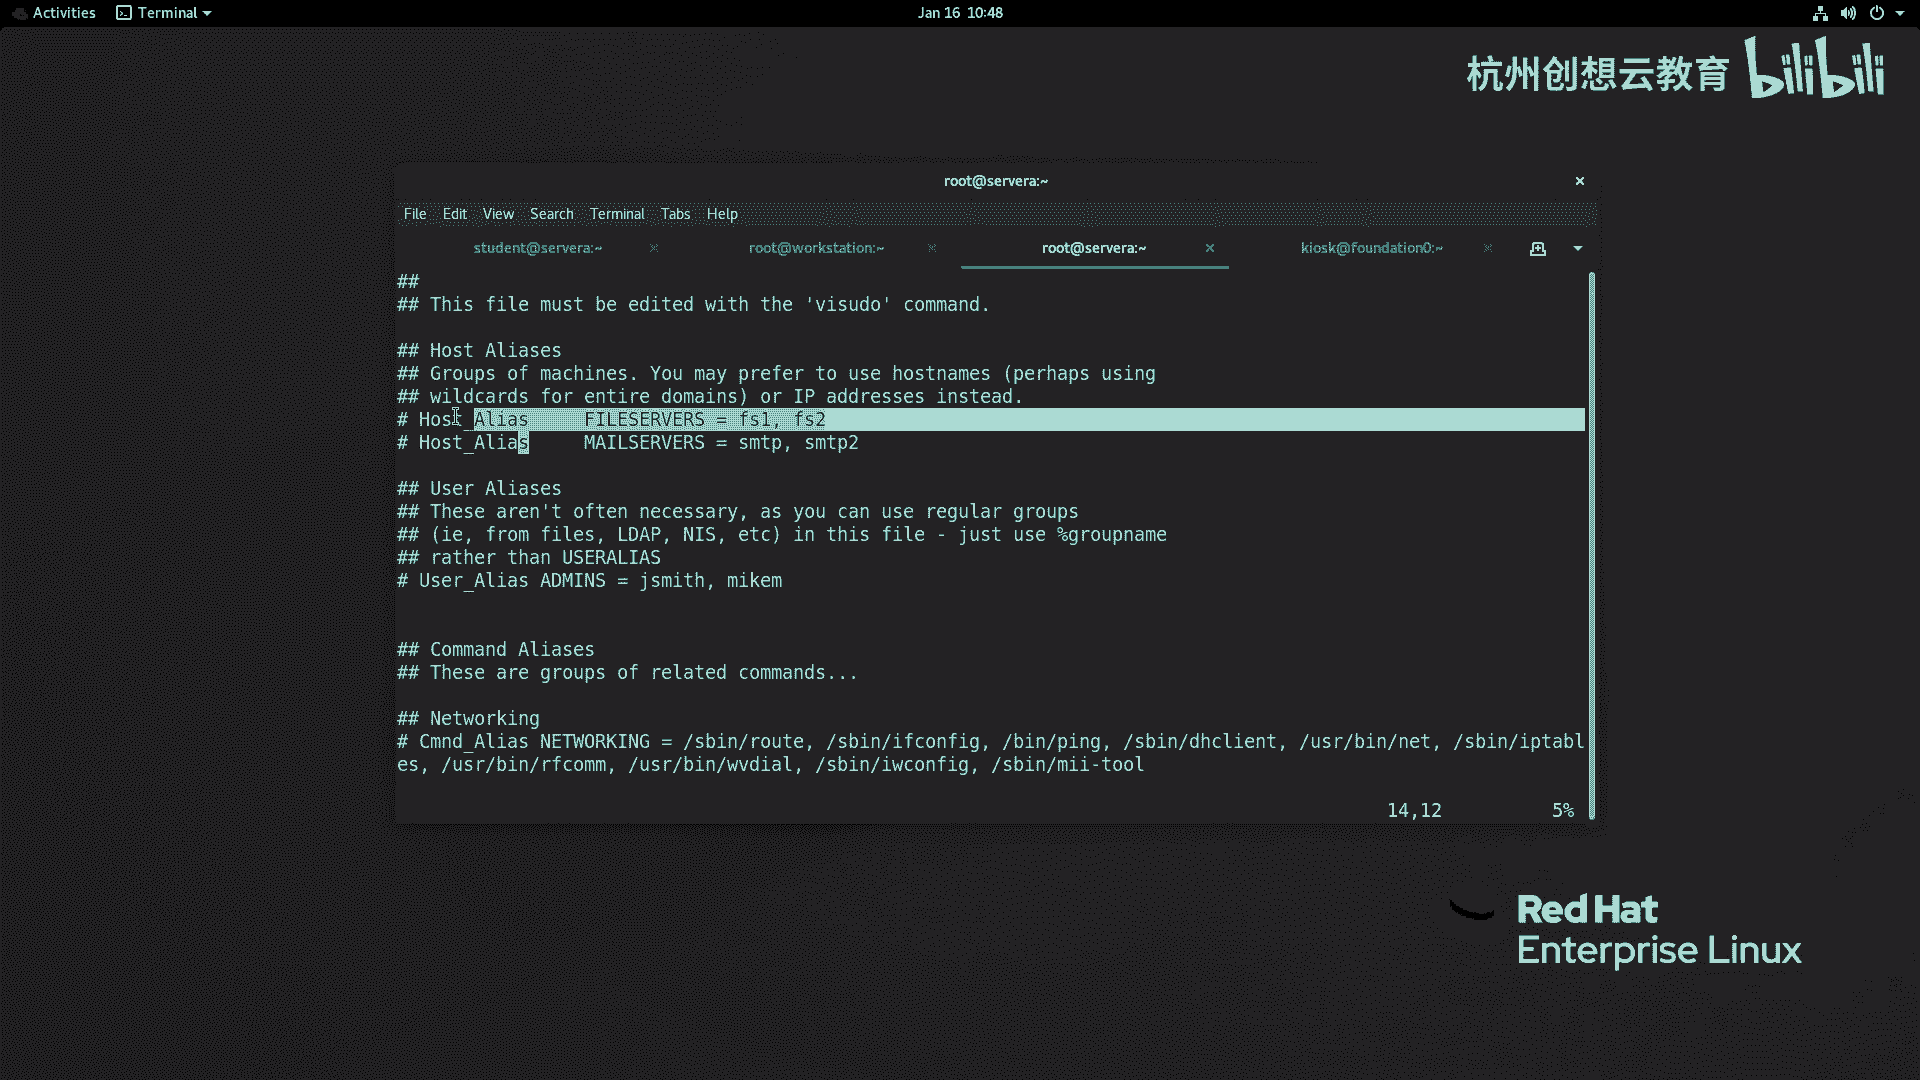 Activities Terminal Jan 16 10:48
杭州创想云教育 bilibili
root@servera:~
File Edit View Search Terminal Tabs Help
student@servera:~ root@workstation:~ root@servera:~ kiosk@foundation0:~
##
## This file must be edited with the 'visudo' command.
## Host Aliases
## Groups of machines. You may prefer to use hostnames (perhaps using
## wildcards for entire domains) or IP addresses instead.
# Host_Alias     FILESERVERS = fs1, fs2
# Host_Alias     MAILSERVERS = smtp, smtp2
## User Aliases
## These aren't often necessary, as you can use regular groups
## (ie, from files, LDAP, NIS, etc) in this file - just use %groupname
## rather than USERALIAS
# User_Alias ADMINS = jsmith, mikem
## Command Aliases
## These are groups of related commands...
## Networking
# Cmnd_Alias NETWORKING = /sbin/route, /sbin/ifconfig, /bin/ping, /sbin/dhclient, /usr/bin/net, /sbin/iptabl
es, /usr/bin/rfcomm, /usr/bin/wvdial, /sbin/iwconfig, /sbin/mii-tool
14,12 5%
Red Hat
Enterprise Linux